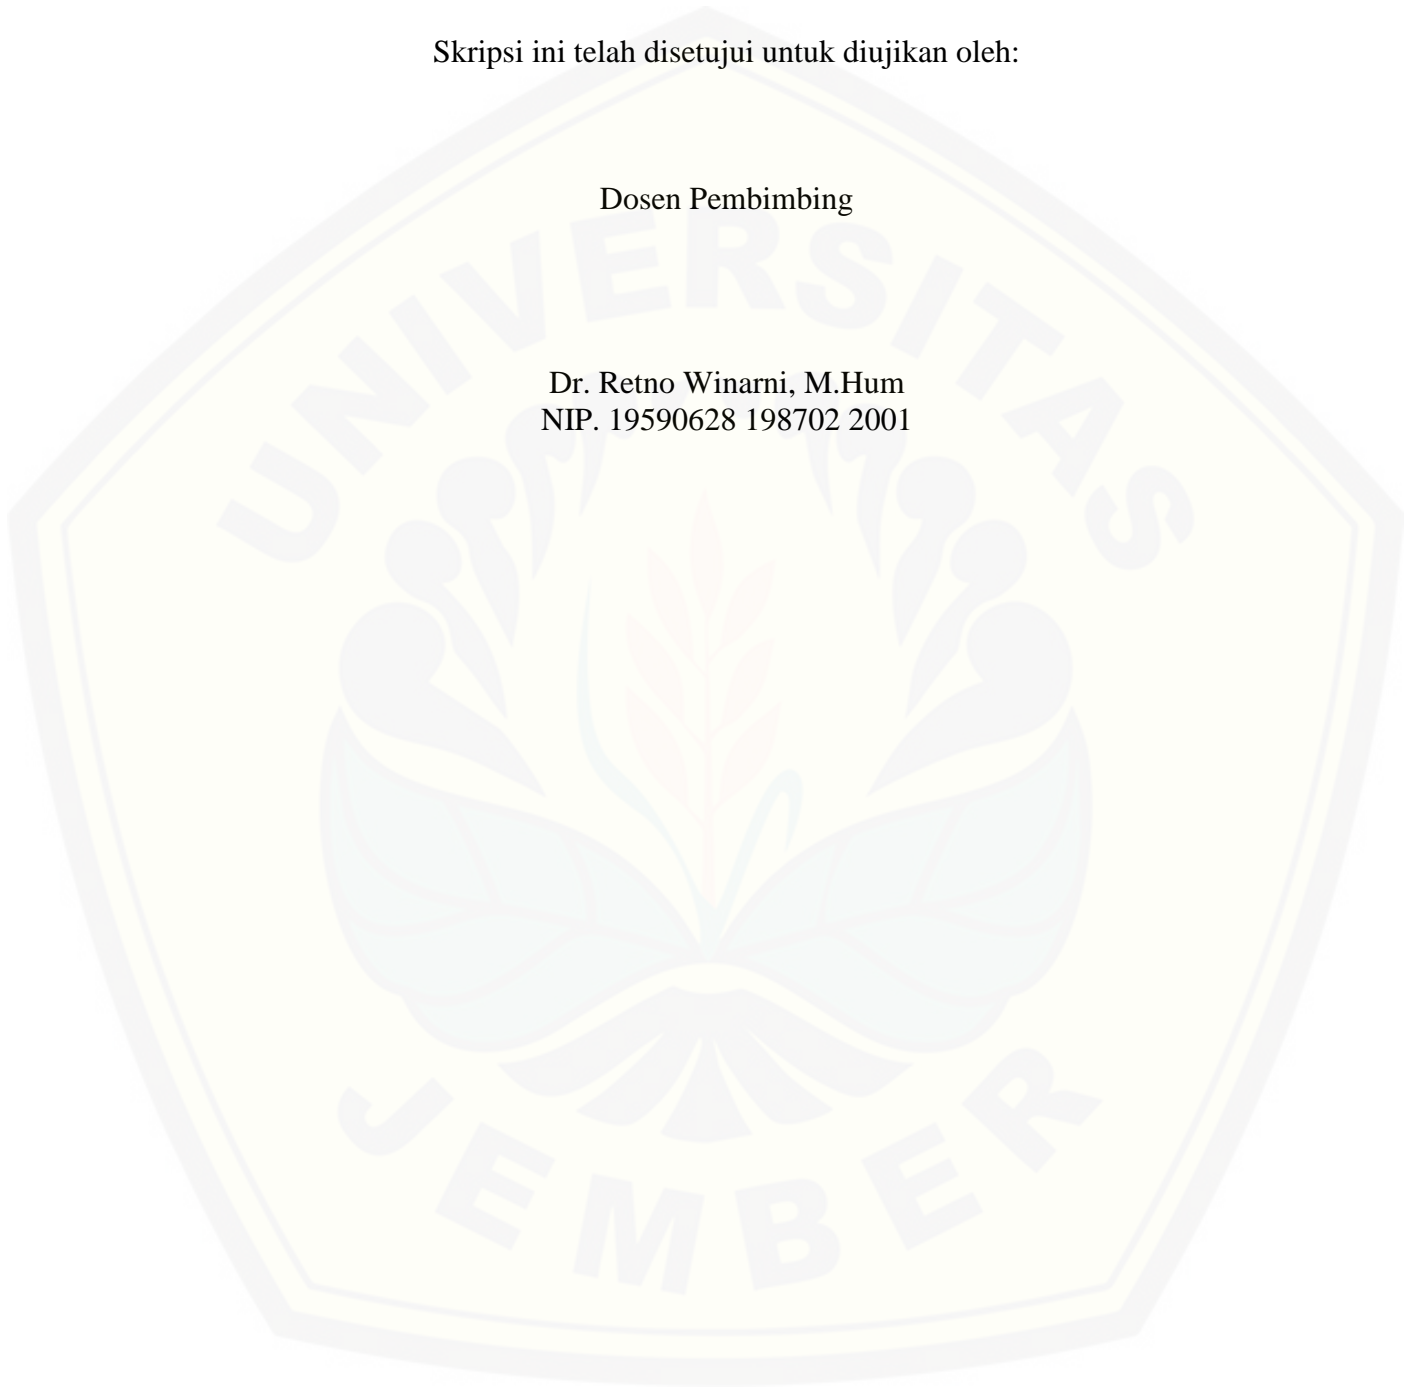 Skripsi ini telah disetujui untuk diujikan oleh:
Dosen Pembimbing
Dr. Retno Winarni, M.Hum
NIP. 19590628 198702 2001
UNIVERSITAS
JEMBER